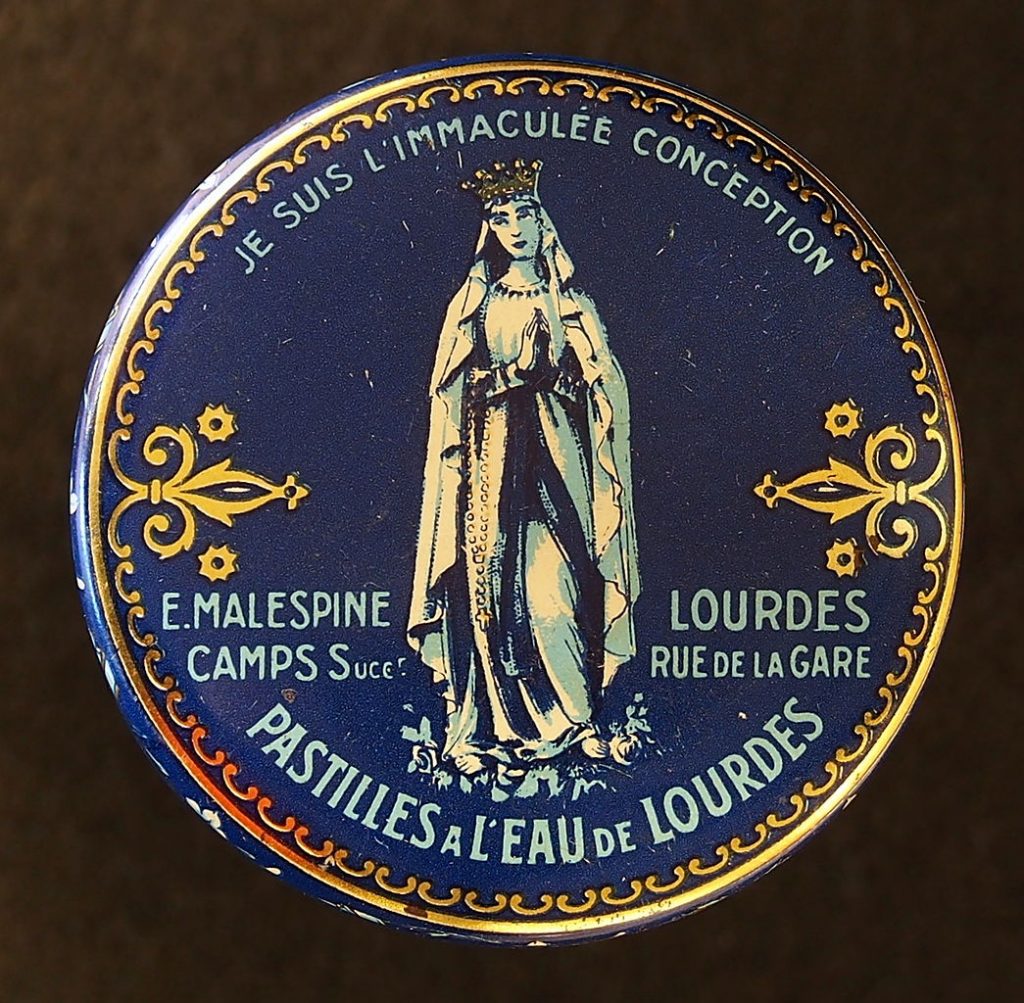 JE SUIS L'IMMACULÉE CONCEPTION
E. MALESPINE
CAMPS Succr.
LOURDES
RUE DE LA GARE
PASTILLES A L'EAU DE LOURDES